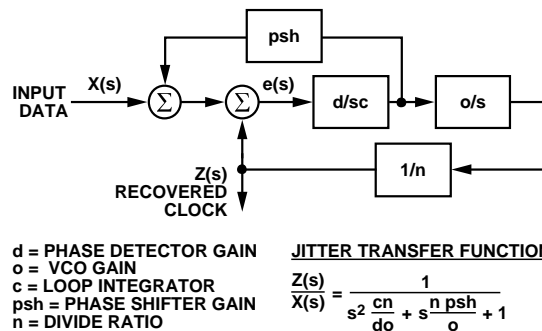 psh
X(s)
INPUT
DATA
Σ
Σ
e(s)
d/sc
o/s
1/n
Z(s)
RECOVERED
CLOCK
d = PHASE DETECTOR GAIN
o = VCO GAIN
c = LOOP INTEGRATOR
psh = PHASE SHIFTER GAIN
n = DIVIDE RATIO
JITTER TRANSFER FUNCTION
Z(s)/X(s) = 1/(s² cn/do + s n psh/o + 1)